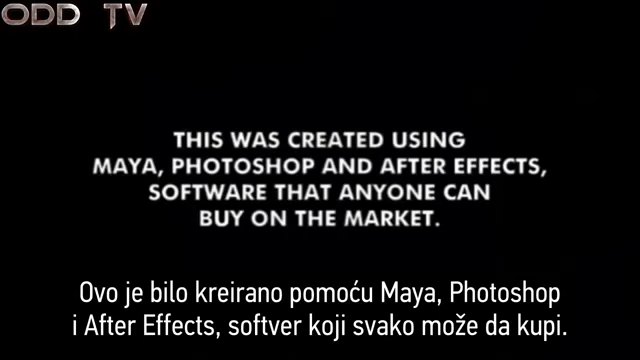 ODD TV
THIS WAS CREATED USING
MAYA, PHOTOSHOP AND AFTER EFFECTS,
SOFTWARE THAT ANYONE CAN
BUY ON THE MARKET.
Ovo je bilo kreirano pomoću Maya, Photoshop
i After Effects, softver koji svako može da kupi.